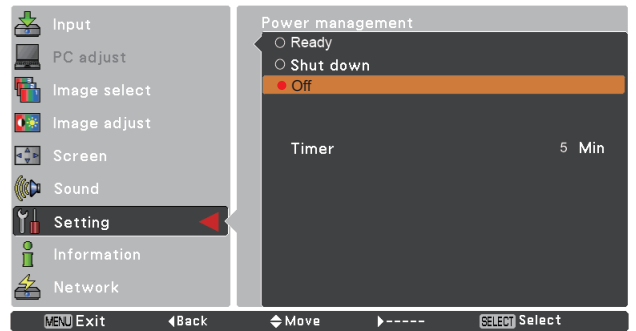 Input
PC adjust
Image select
Image adjust
Screen
Sound
Setting
Information
Network
Power management
Ready
Shut down
Off
Timer 5 Min
MENU Exit Back Move ----- SELECT Select